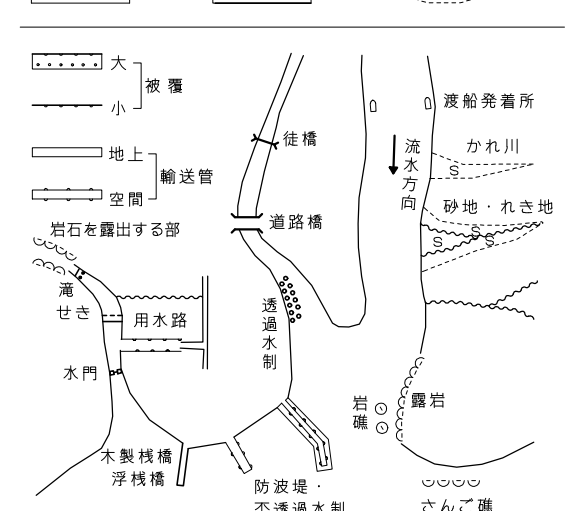 大
被覆
小
地上
輸送管
空間
岩石を露出する部
滝
せき
用水路
水門
木製桟橋
浮桟橋
徒橋
道路橋
透過水制
防波堤・
不透過水制
渡船発着所
流水方向
かれ川
S
砂地・れき地
S
S
S
岩礁
露岩
さんご礁